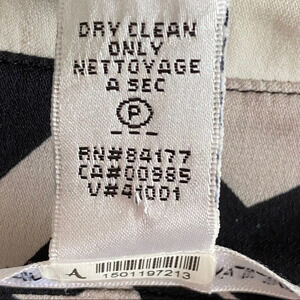 DRY CLEAN
ONLY
NETTOYAGE
A SEC
P
RN#84177
CA#00985
V#41001
A
1501197213